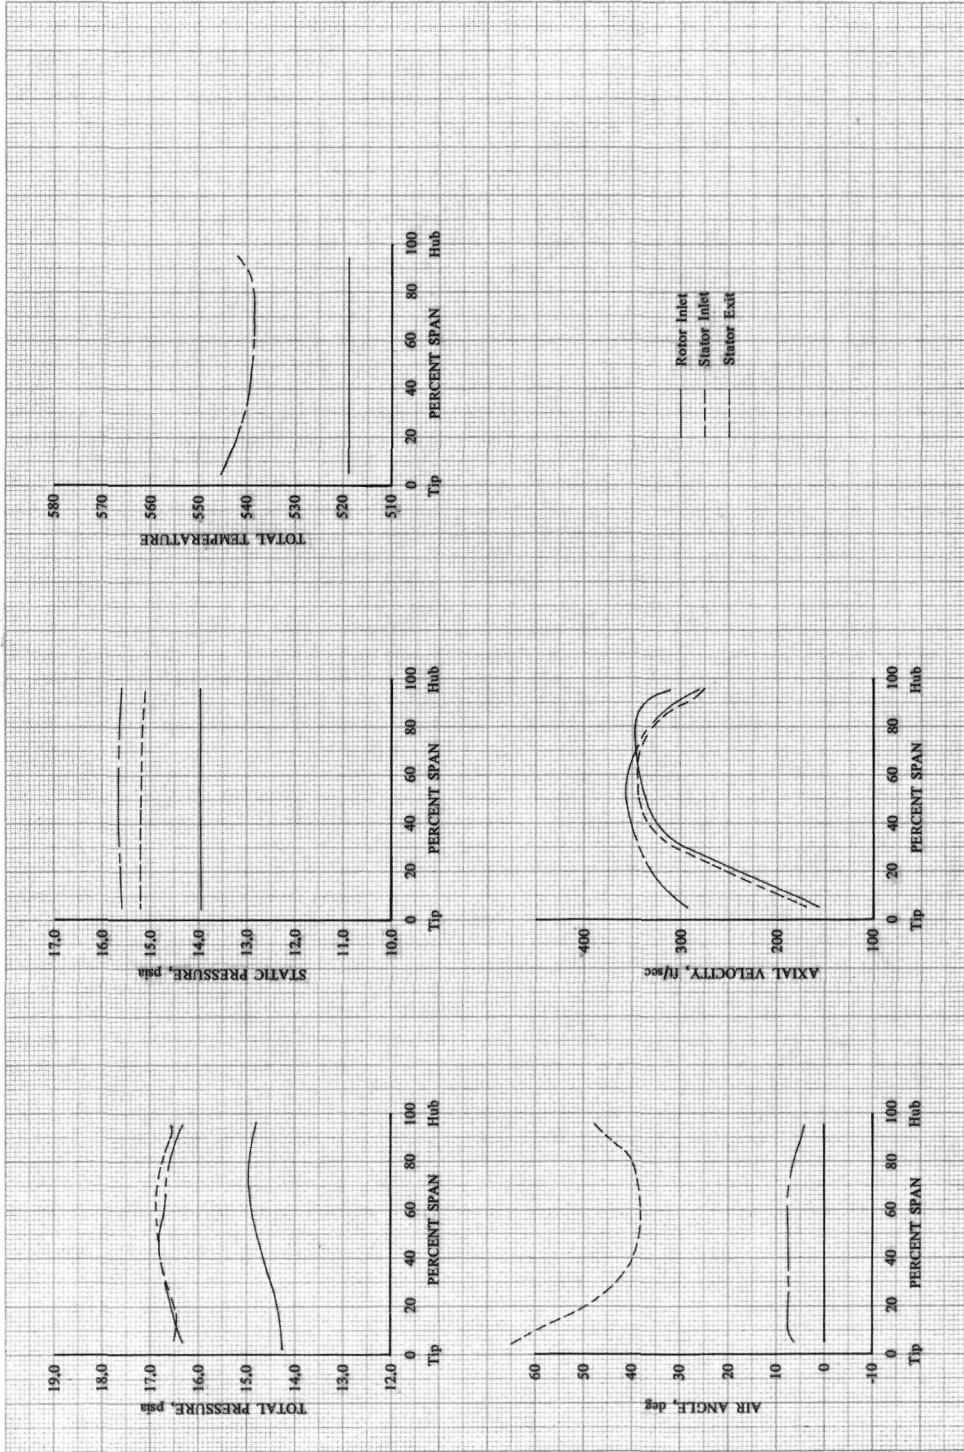 TOTAL PRESSURE, psia
19.0
18.0
17.0
16.0
15.0
14.0
13.0
12.0
0 20 40 60 80 100
Tip PERCENT SPAN Hub
STATIC PRESSURE, psia
17.0
16.0
15.0
14.0
13.0
12.0
11.0
10.0
0 20 40 60 80 100
Tip PERCENT SPAN Hub
TOTAL TEMPERATURE
580
570
560
550
540
530
520
510
0 20 40 60 80 100
Tip PERCENT SPAN Hub
AIR ANGLE, deg
60
50
40
30
20
10
0
-10
0 20 40 60 80 100
Tip PERCENT SPAN Hub
AXIAL VELOCITY, ft/sec
400
300
200
100
0 20 40 60 80 100
Tip PERCENT SPAN Hub
Rotor Inlet
Stator Inlet
Stator Exit